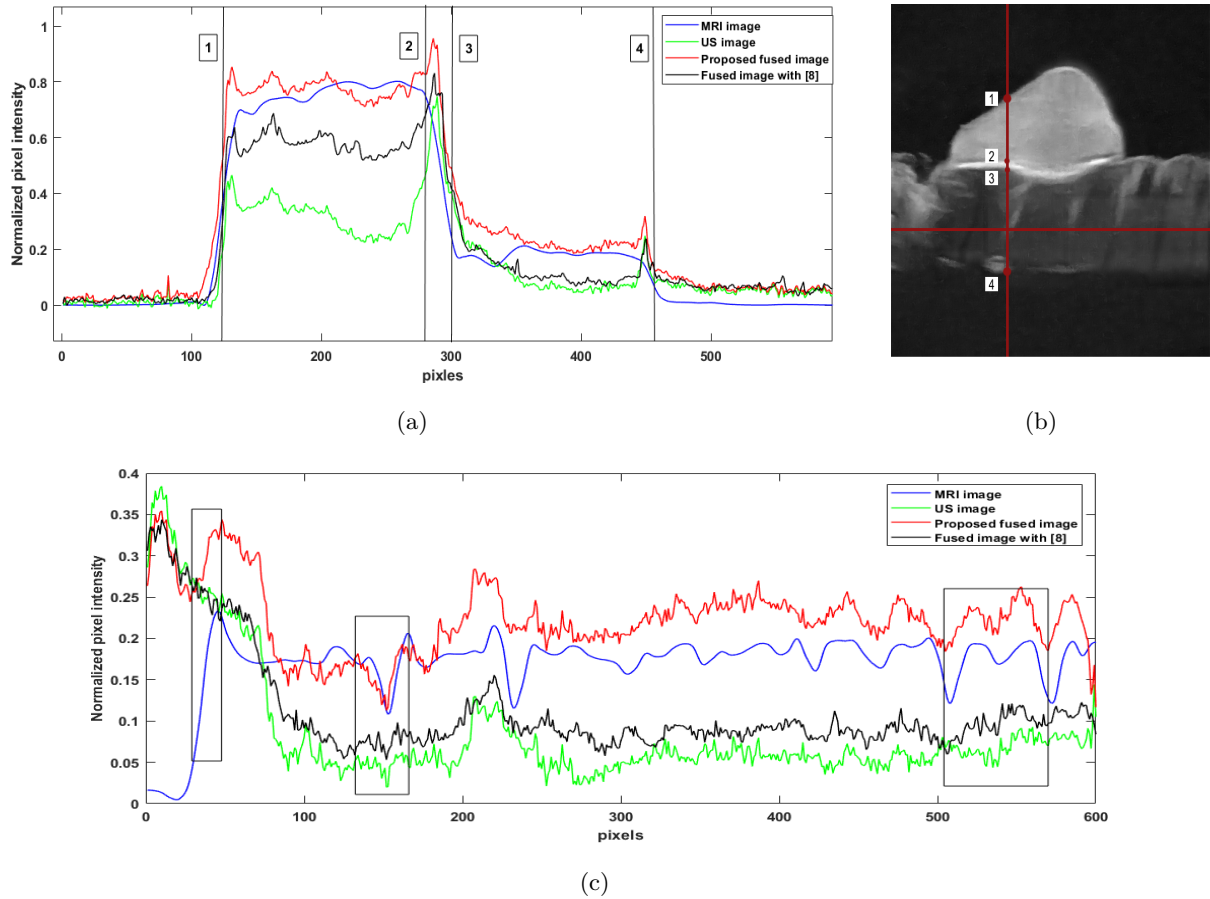 1
0.8
0.6
0.4
0.2
0
Normalized pixel intensity
1
2
3
4
MRI image
US image
Proposed fused image
Fused image with [8]
0
100
200
300
400
500
pixles
(a)
1
2
3
4
(b)
0.4
0.35
0.3
0.25
0.2
0.15
0.1
0.05
0
Normalized pixel intensity
MRI image
US image
Proposed fused image
Fused image with [8]
0
100
200
300
400
500
600
pixels
(c)